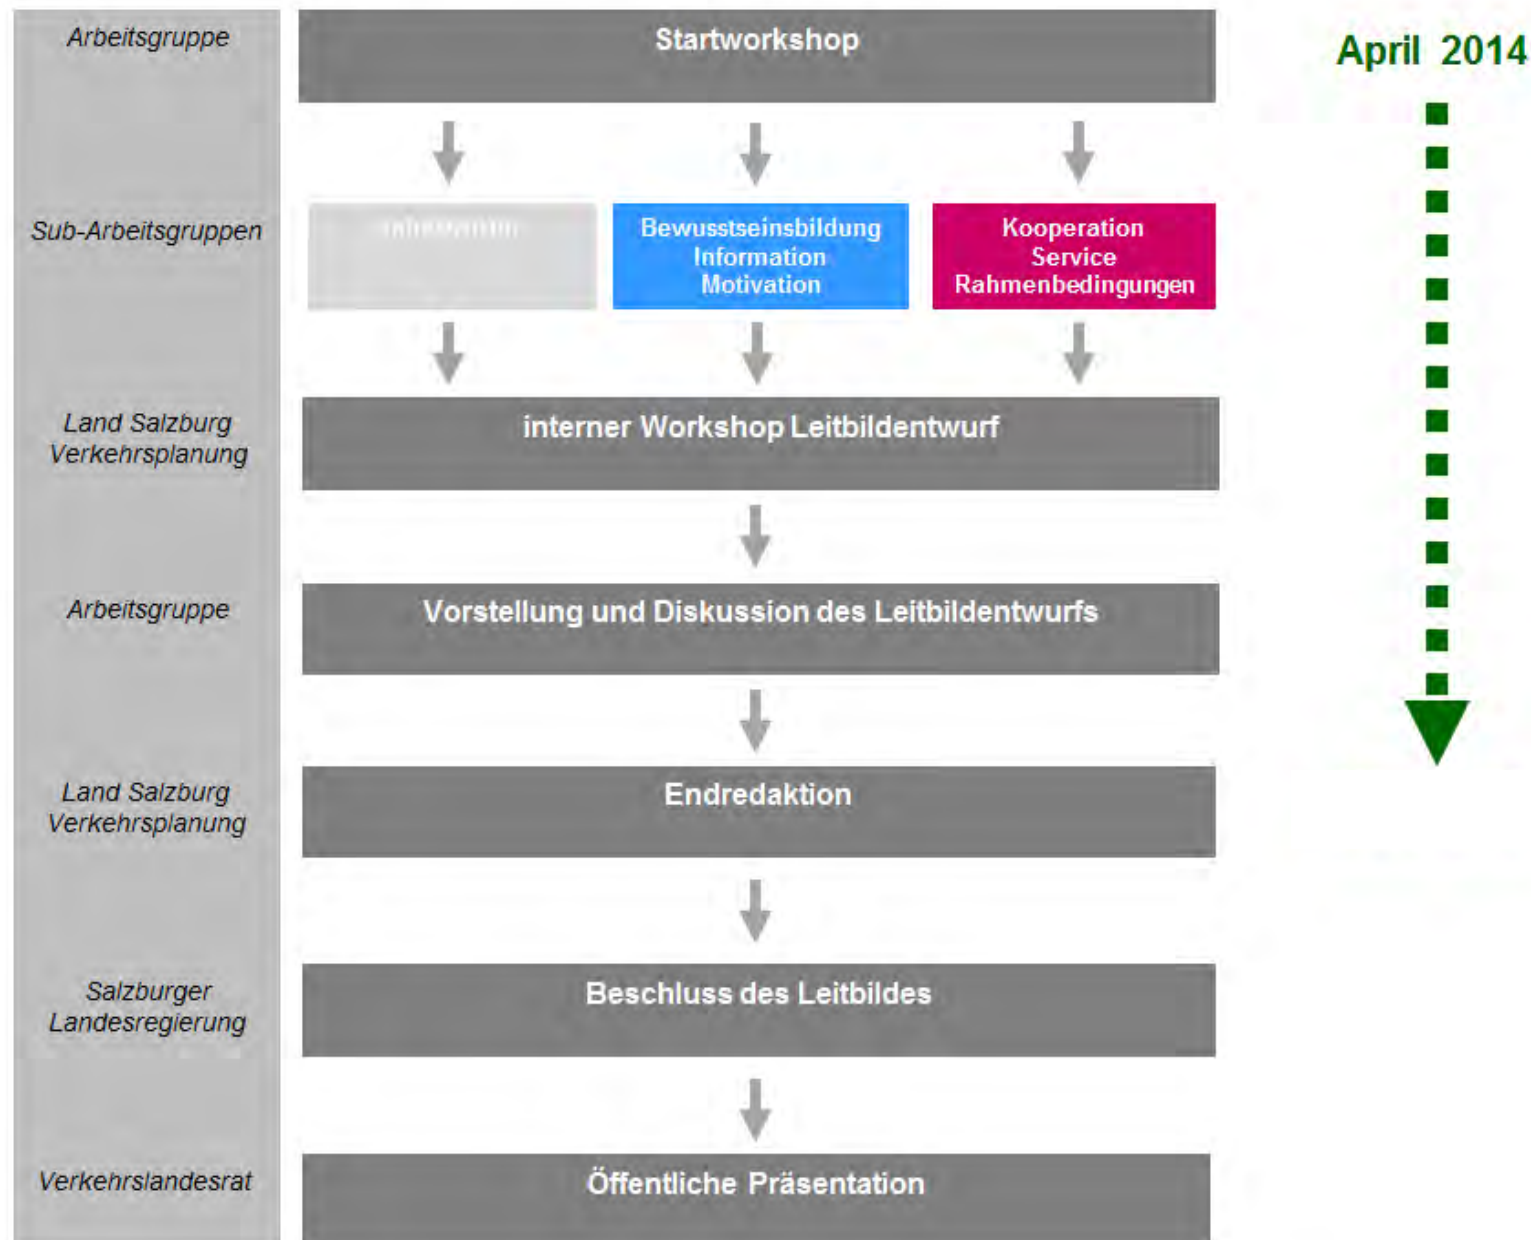 Arbeitsgruppe
Startworkshop
April 2014
Sub-Arbeitsgruppen
Bewusstseinsbildung
Information
Motivation
Kooperation
Service
Rahmenbedingungen
Land Salzburg
Verkehrsplanung
interner Workshop Leitbildentwurf
Arbeitsgruppe
Vorstellung und Diskussion des Leitbildentwurfs
Land Salzburg
Verkehrsplanung
Endredaktion
Salzburger
Landesregierung
Beschluss des Leitbildes
Verkehrslandesrat
Öffentliche Präsentation